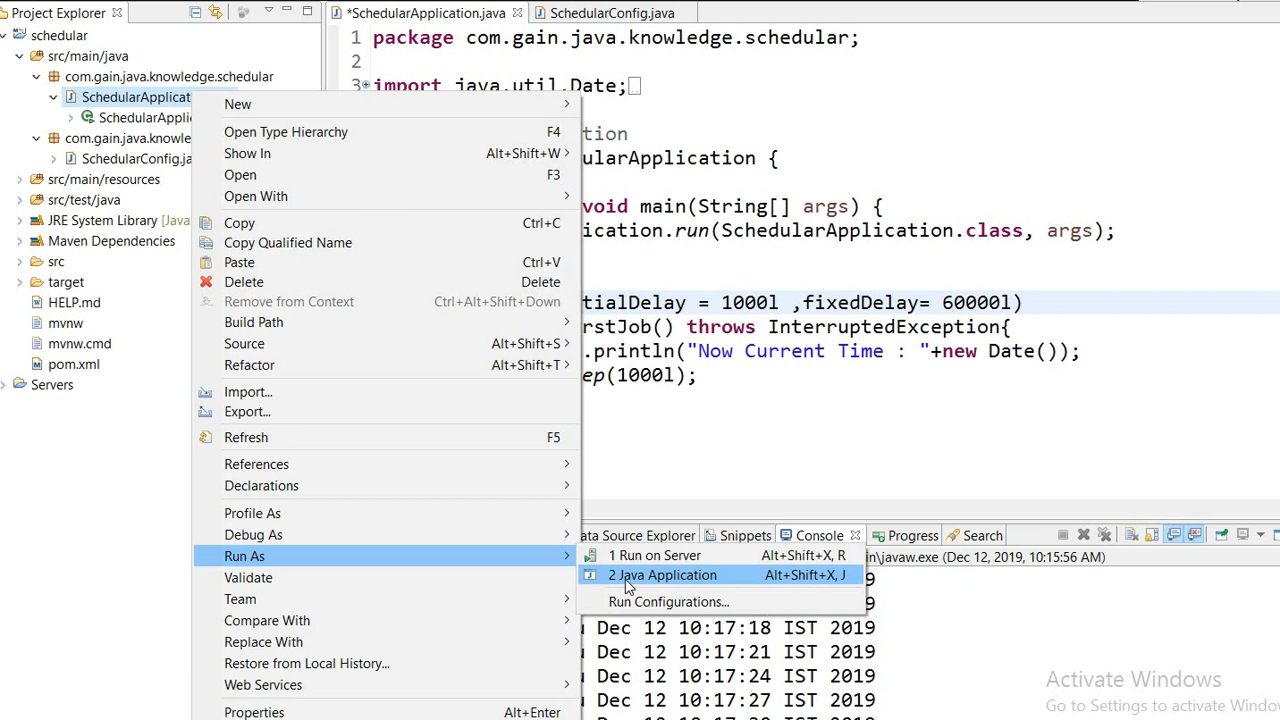 Project Explorer
*SchedularApplication.java
SchedularConfig.java
schedular
src/main/java
com.gain.java.knowledge.schedular
SchedularApplicat
SchedularAppli
com.gain.java.knowle
SchedularConfig.ja
src/main/resources
src/test/java
JRE System Library [Java
Maven Dependencies
src
target
HELP.md
mvnw
mvnw.cmd
pom.xml
Servers
1 package com.gain.java.knowledge.schedular;
2
3 import java.util.Date;
tion
ularApplication {
void main(String[] args) {
ication.run(SchedularApplication.class, args);
tialDelay = 1000l ,fixedDelay= 60000l)
rstJob() throws InterruptedException{
.println("Now Current Time : "+new Date());
ep(1000l);
New
Open Type Hierarchy F4
Show In Alt+Shift+W
Open F3
Open With
Copy Ctrl+C
Copy Qualified Name
Paste Ctrl+V
Delete Delete
Remove from Context Ctrl+Alt+Shift+Down
Build Path
Source Alt+Shift+S
Refactor Alt+Shift+T
Import...
Export...
Refresh F5
References
Declarations
Profile As
Debug As
Run As
Validate
Team
Compare With
Replace With
Restore from Local History...
Web Services
Properties Alt+Enter
1 Run on Server Alt+Shift+X, R
2 Java Application Alt+Shift+X, J
Run Configurations...
ata Source Explorer
Snippets
Console
Progress
Search
in\javaw.exe (Dec 12, 2019, 10:15:56 AM)
9
9
u Dec 12 10:17:18 IST 2019
u Dec 12 10:17:21 IST 2019
u Dec 12 10:17:24 IST 2019
u Dec 12 10:17:27 IST 2019
Activate Windows
Go to Settings to activate Window